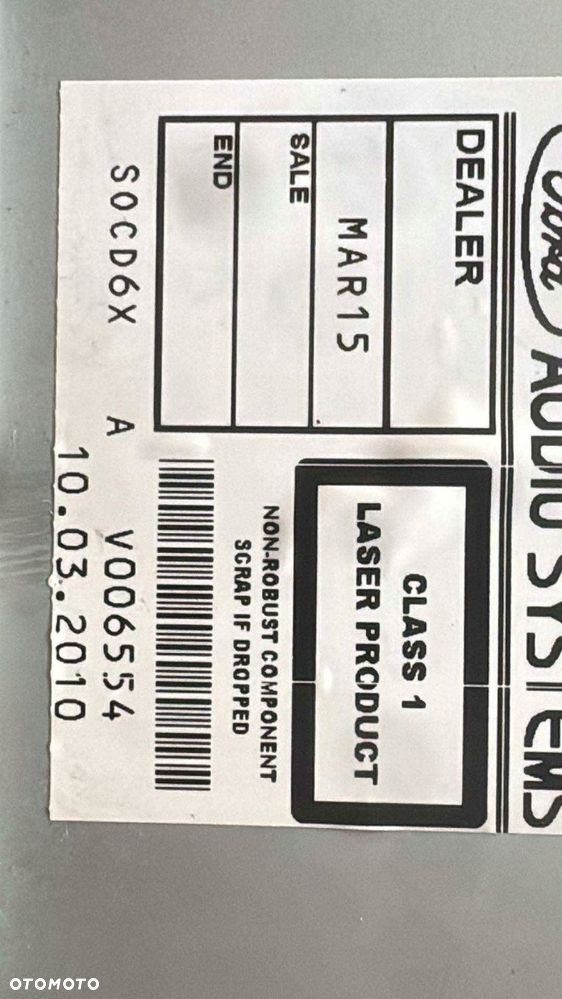 Ford AUDIO SYSTEMS
DEALER
MAR15
SALE
END
CLASS 1
LASER PRODUCT
NON-ROBUST COMPONENT
SCRAP IF DROPPED
S0CD6X A V006554
10.03.2010
OTOMOTO